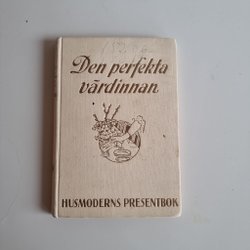 Den perfekta
värdinnan
HUSMODERNS PRESENTBOK